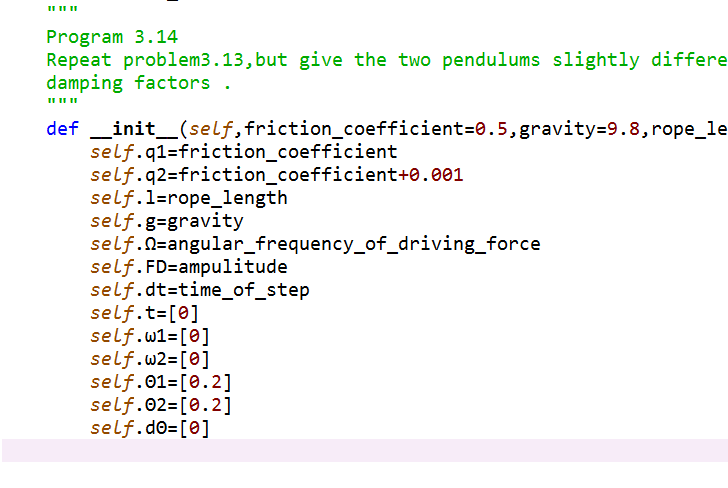 """
Program 3.14
Repeat problem3.13,but give the two pendulums slightly differe
damping factors .
"""
def __init__(self,friction_coefficient=0.5,gravity=9.8,rope_le
self.q1=friction_coefficient
self.q2=friction_coefficient+0.001
self.l=rope_length
self.g=gravity
self.Ω=angular_frequency_of_driving_force
self.FD=ampulitude
self.dt=time_of_step
self.t=[0]
self.ω1=[0]
self.ω2=[0]
self.Θ1=[0.2]
self.Θ2=[0.2]
self.dΘ=[0]